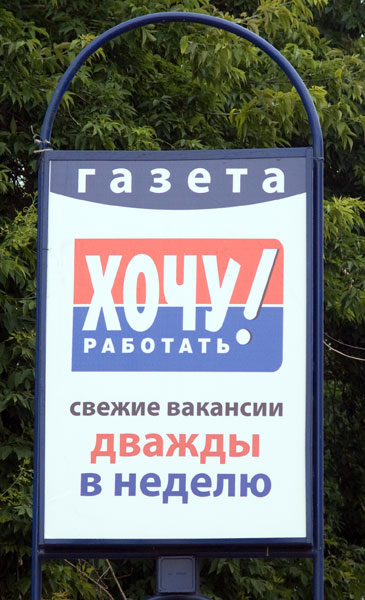 газета
ХОЧУ!
РАБОТАТЬ
свежие вакансии
дважды
в неделю